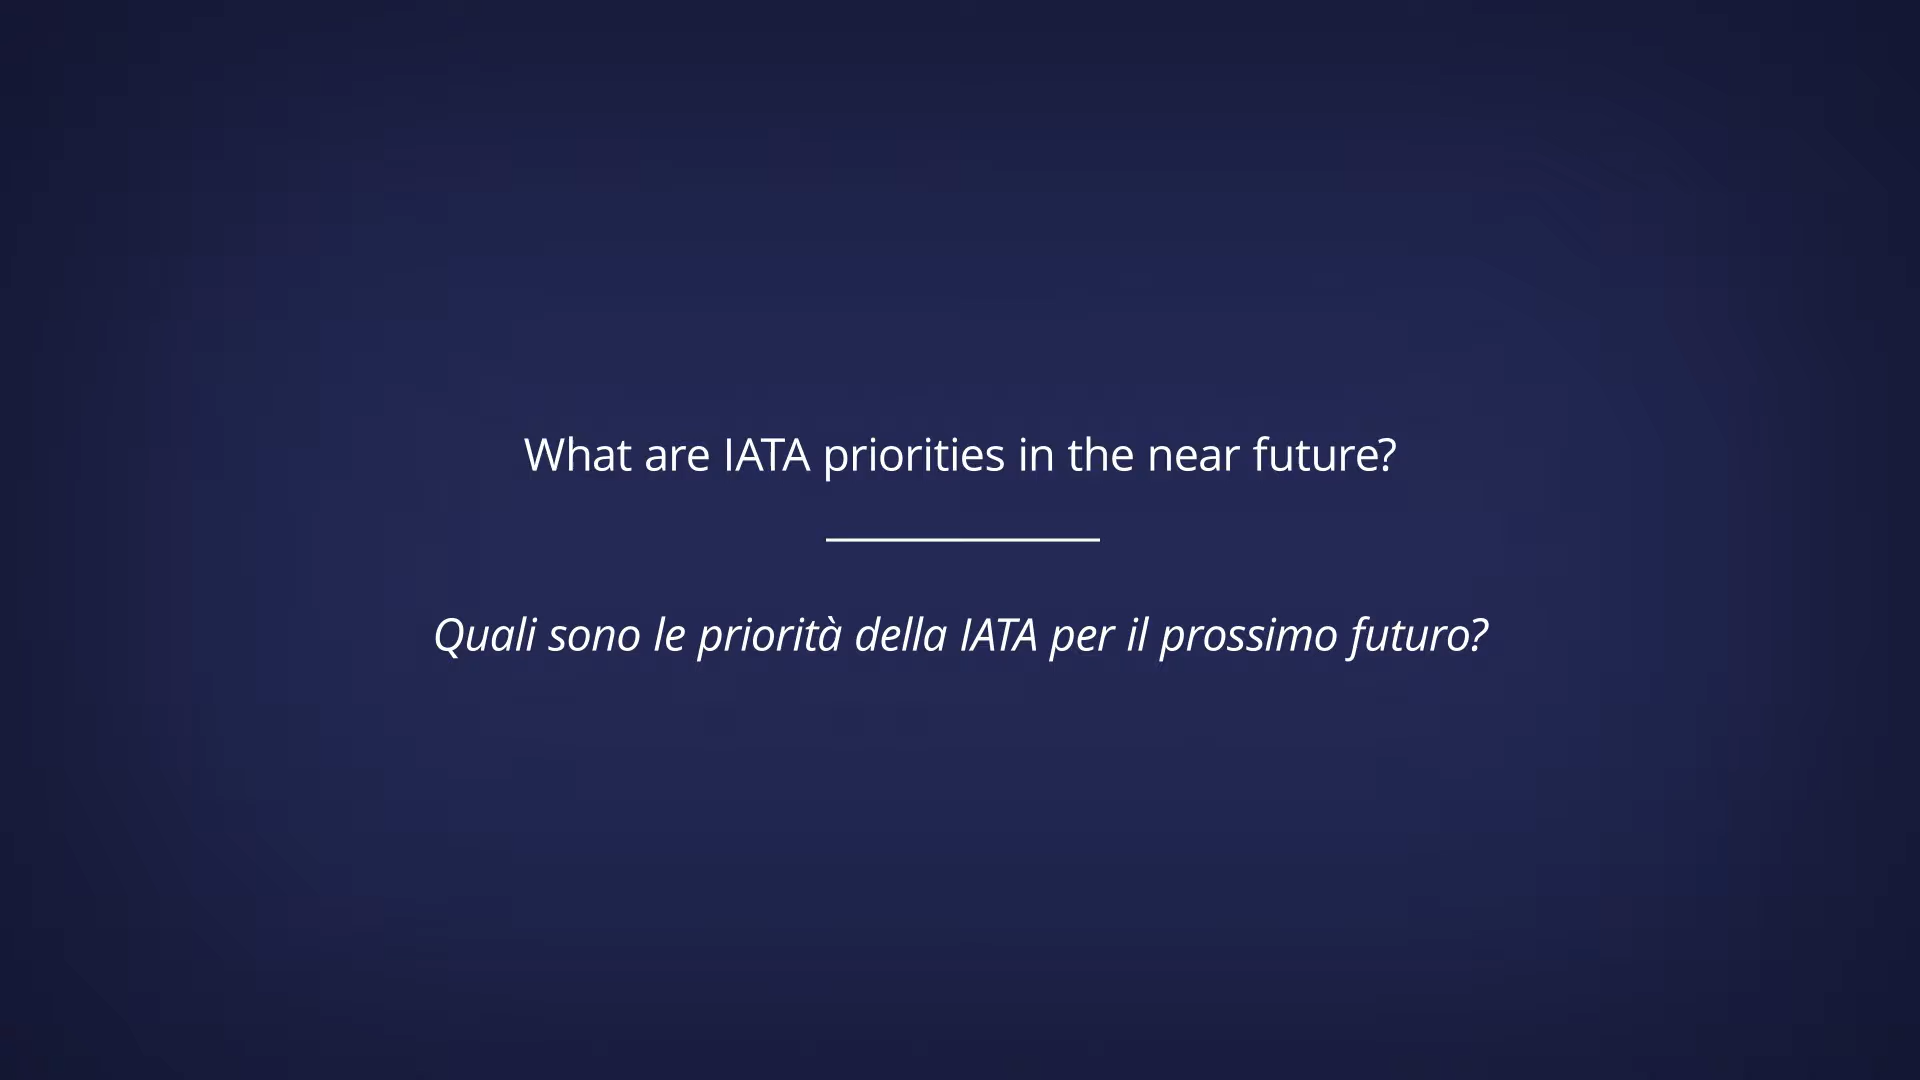 What are IATA priorities in the near future?
Quali sono le priorità della IATA per il prossimo futuro?